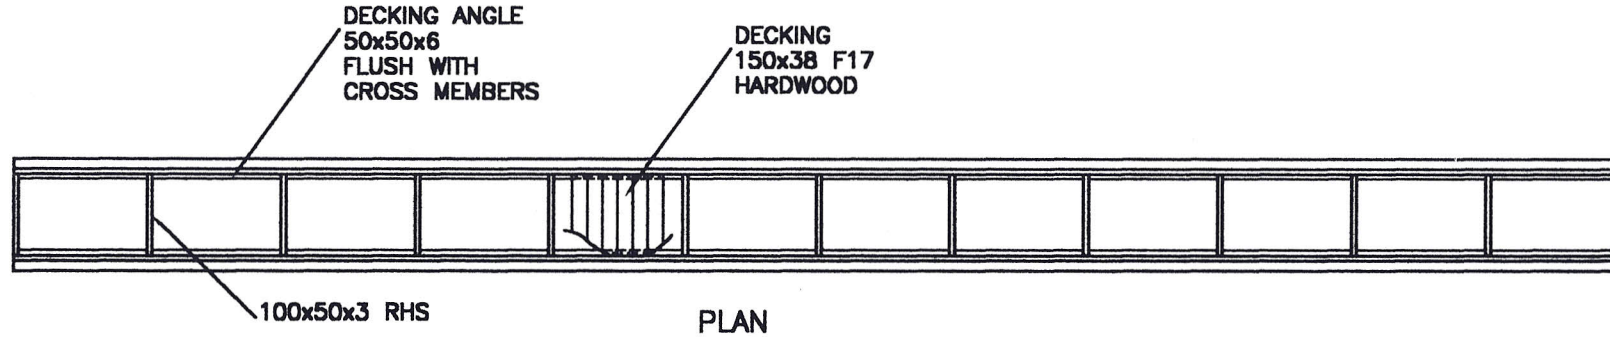 DECKING ANGLE
50x50x6
FLUSH WITH
CROSS MEMBERS
DECKING
150x38 F17
HARDWOOD
100x50x3 RHS
PLAN